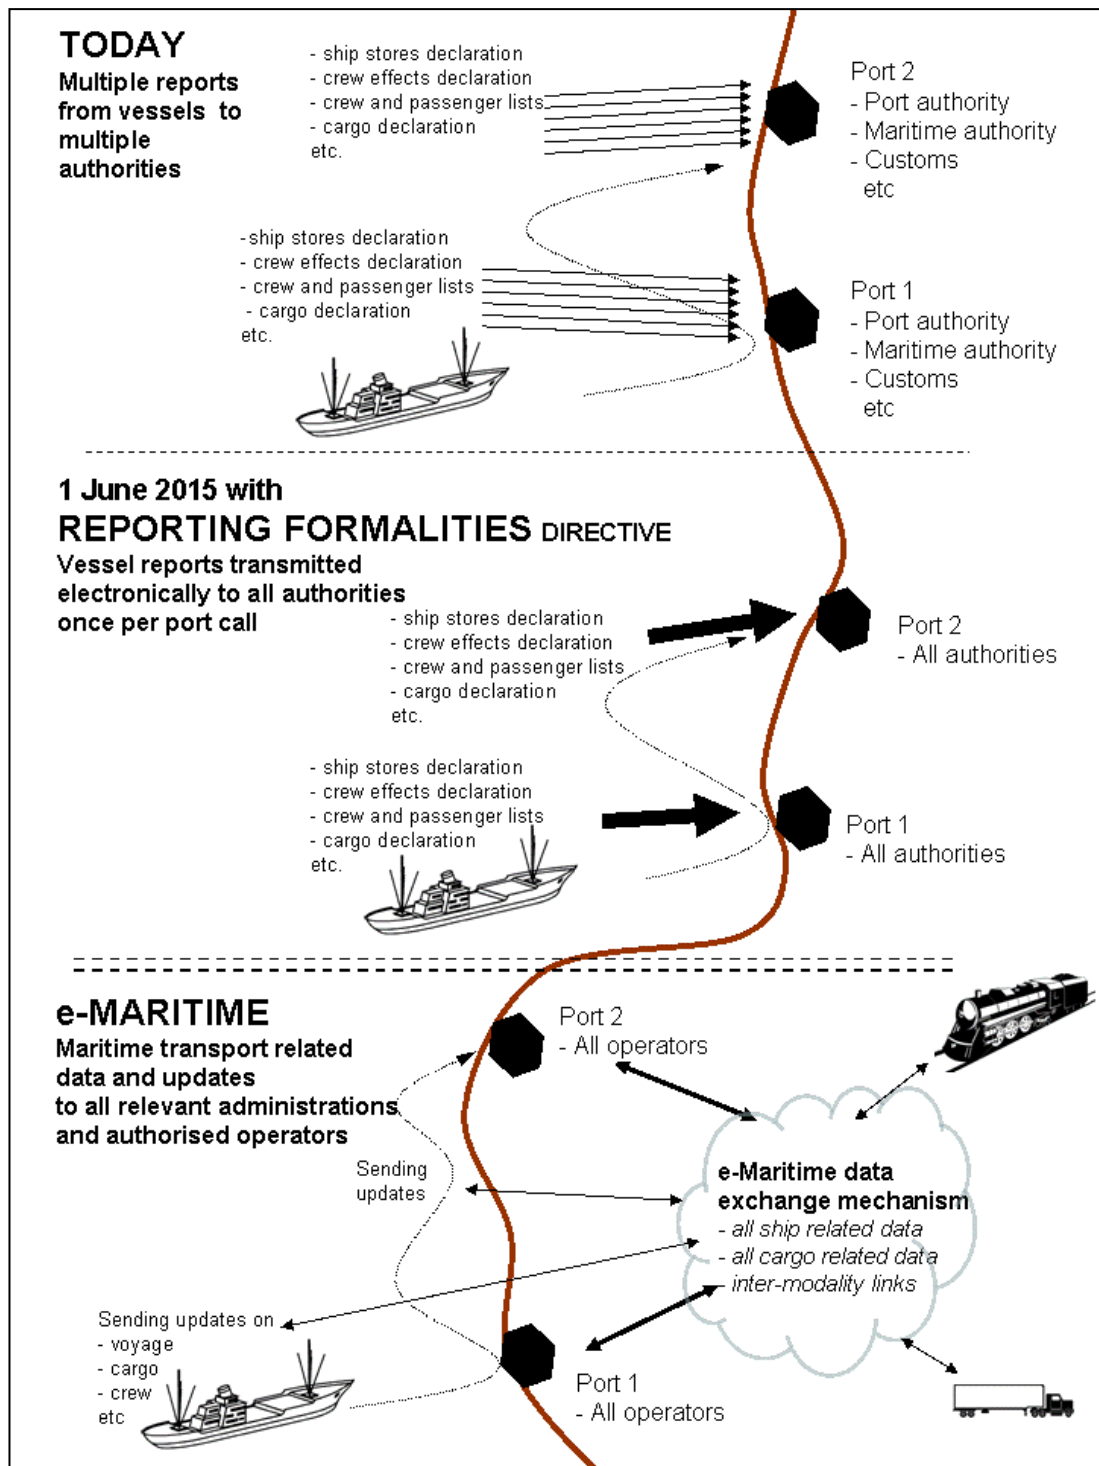 TODAY
Multiple reports
from vessels to
multiple
authorities
- ship stores declaration
- crew effects declaration
- crew and passenger lists
- cargo declaration
etc.
Port 2
- Port authority
- Maritime authority
- Customs
etc
-ship stores declaration
- crew effects declaration
- crew and passenger lists
- cargo declaration
etc.
Port 1
- Port authority
- Maritime authority
- Customs
etc
1 June 2015 with
REPORTING FORMALITIES DIRECTIVE
Vessel reports transmitted
electronically to all authorities
once per port call
- ship stores declaration
- crew effects declaration
- crew and passenger lists
- cargo declaration
etc.
Port 2
- All authorities
- ship stores declaration
- crew effects declaration
- crew and passenger lists
- cargo declaration
etc.
Port 1
- All authorities
e-MARITIME
Maritime transport related
data and updates
to all relevant administrations
and authorised operators
Port 2
- All operators
Sending
updates
e-Maritime data
exchange mechanism
- all ship related data
- all cargo related data
- inter-modality links
Sending updates on
- voyage
- cargo
- crew
etc
Port 1
- All operators